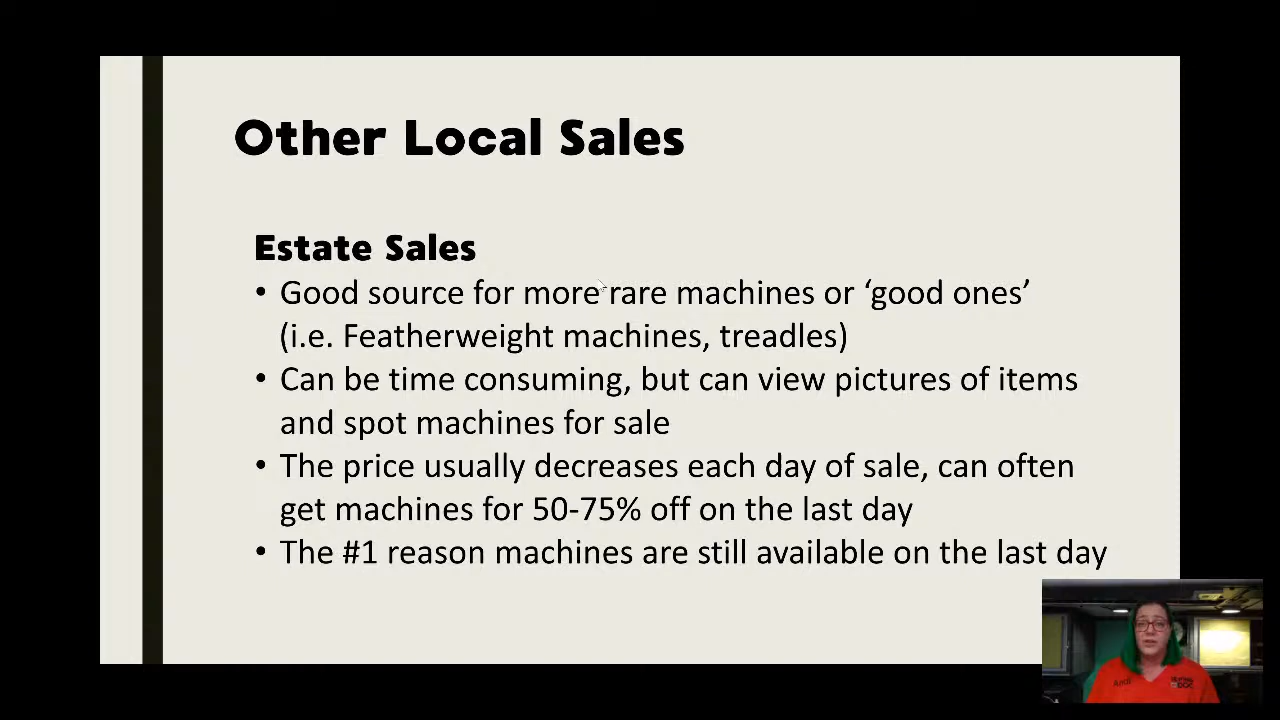 Other Local Sales
Estate Sales
• Good source for more rare machines or ‘good ones’
(i.e. Featherweight machines, treadles)
• Can be time consuming, but can view pictures of items
and spot machines for sale
• The price usually decreases each day of sale, can often
get machines for 50-75% off on the last day
• The #1 reason machines are still available on the last day
Andi